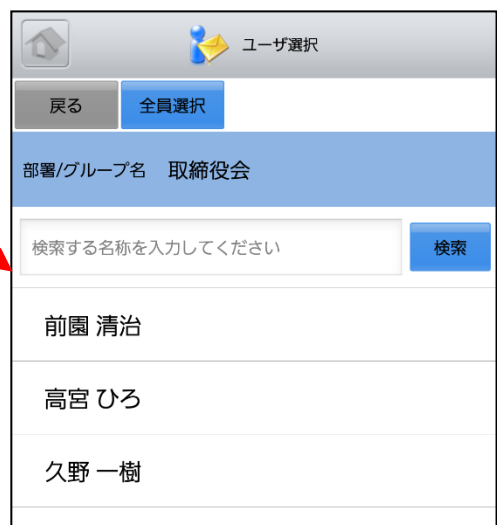 ユーザ選択
戻る 全員選択
部署/グループ名 取締役会
検索する名称を入力してください 検索
前園 清治
高宮 ひろ
久野 一樹